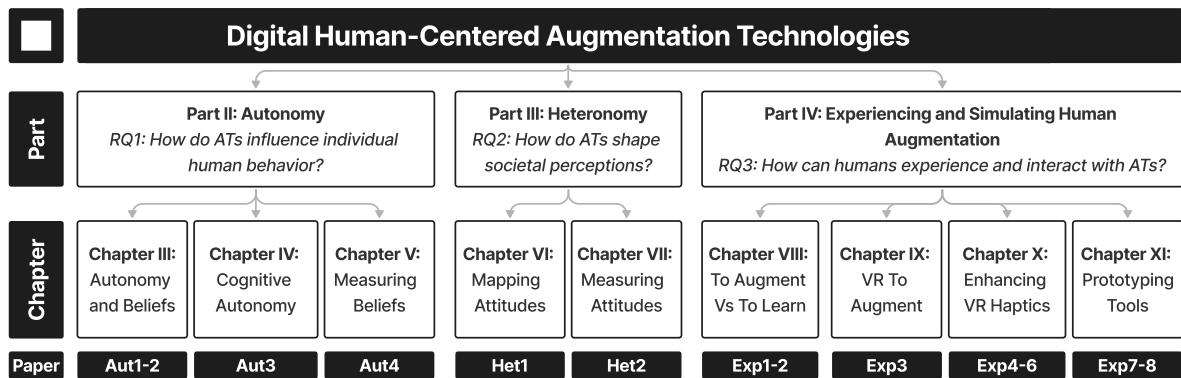 Digital Human-Centered Augmentation Technologies
Part
Part II: Autonomy
RQ1: How do ATs influence individual
human behavior?
Part III: Heteronomy
RQ2: How do ATs shape
societal perceptions?
Part IV: Experiencing and Simulating Human
Augmentation
RQ3: How can humans experience and interact with ATs?
Chapter
Chapter III:
Autonomy
and Beliefs
Chapter IV:
Cognitive
Autonomy
Chapter V:
Measuring
Beliefs
Chapter VI:
Mapping
Attitudes
Chapter VII:
Measuring
Attitudes
Chapter VIII:
To Augment
Vs To Learn
Chapter IX:
VR To
Augment
Chapter X:
Enhancing
VR Haptics
Chapter XI:
Prototyping
Tools
Paper
Aut1-2
Aut3
Aut4
Het1
Het2
Exp1-2
Exp3
Exp4-6
Exp7-8